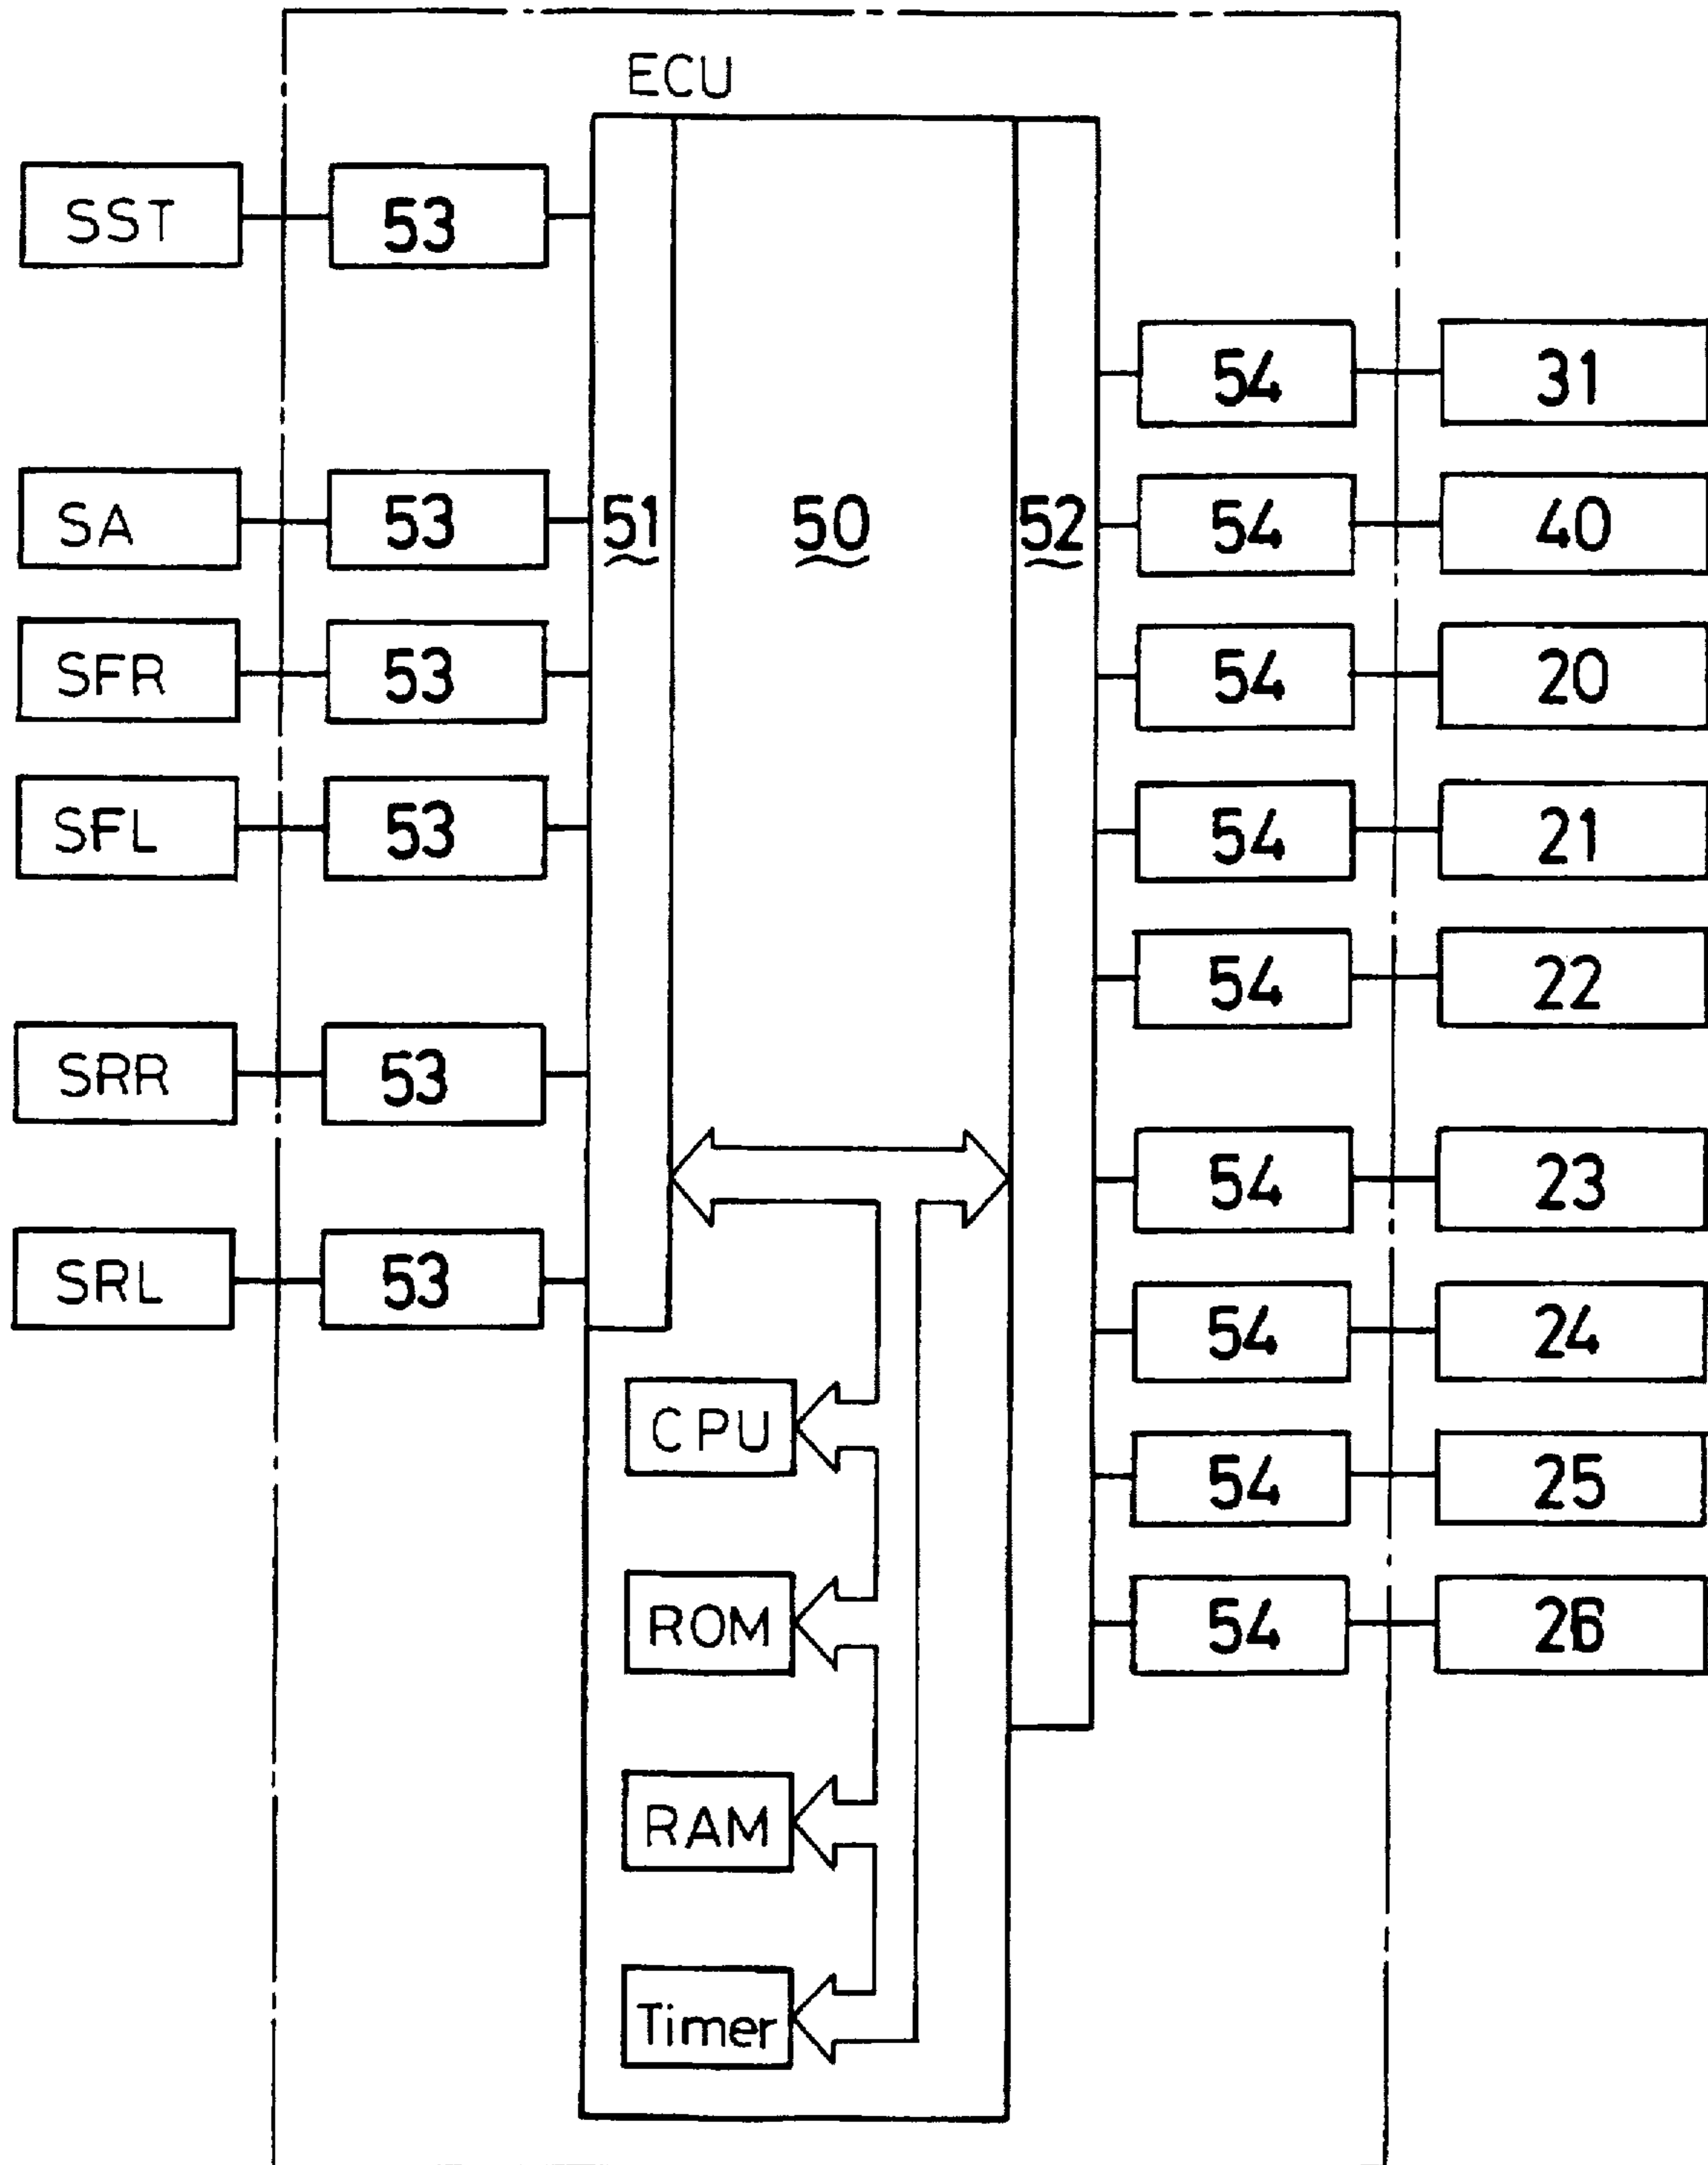 ECU
SST 53
54 31
SA 53 51 50 52 54 40
SFR 53 54 20
SFL 53 54 21
54 22
SRR 53
54 23
SRL 53
54 24
CPU
54 25
ROM 54 26
RAM
Timer